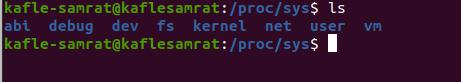 kafle-samrat@kaflesamrat:/proc/sys$ ls
abi debug dev fs kernel net user vm
kafle-samrat@kaflesamrat:/proc/sys$